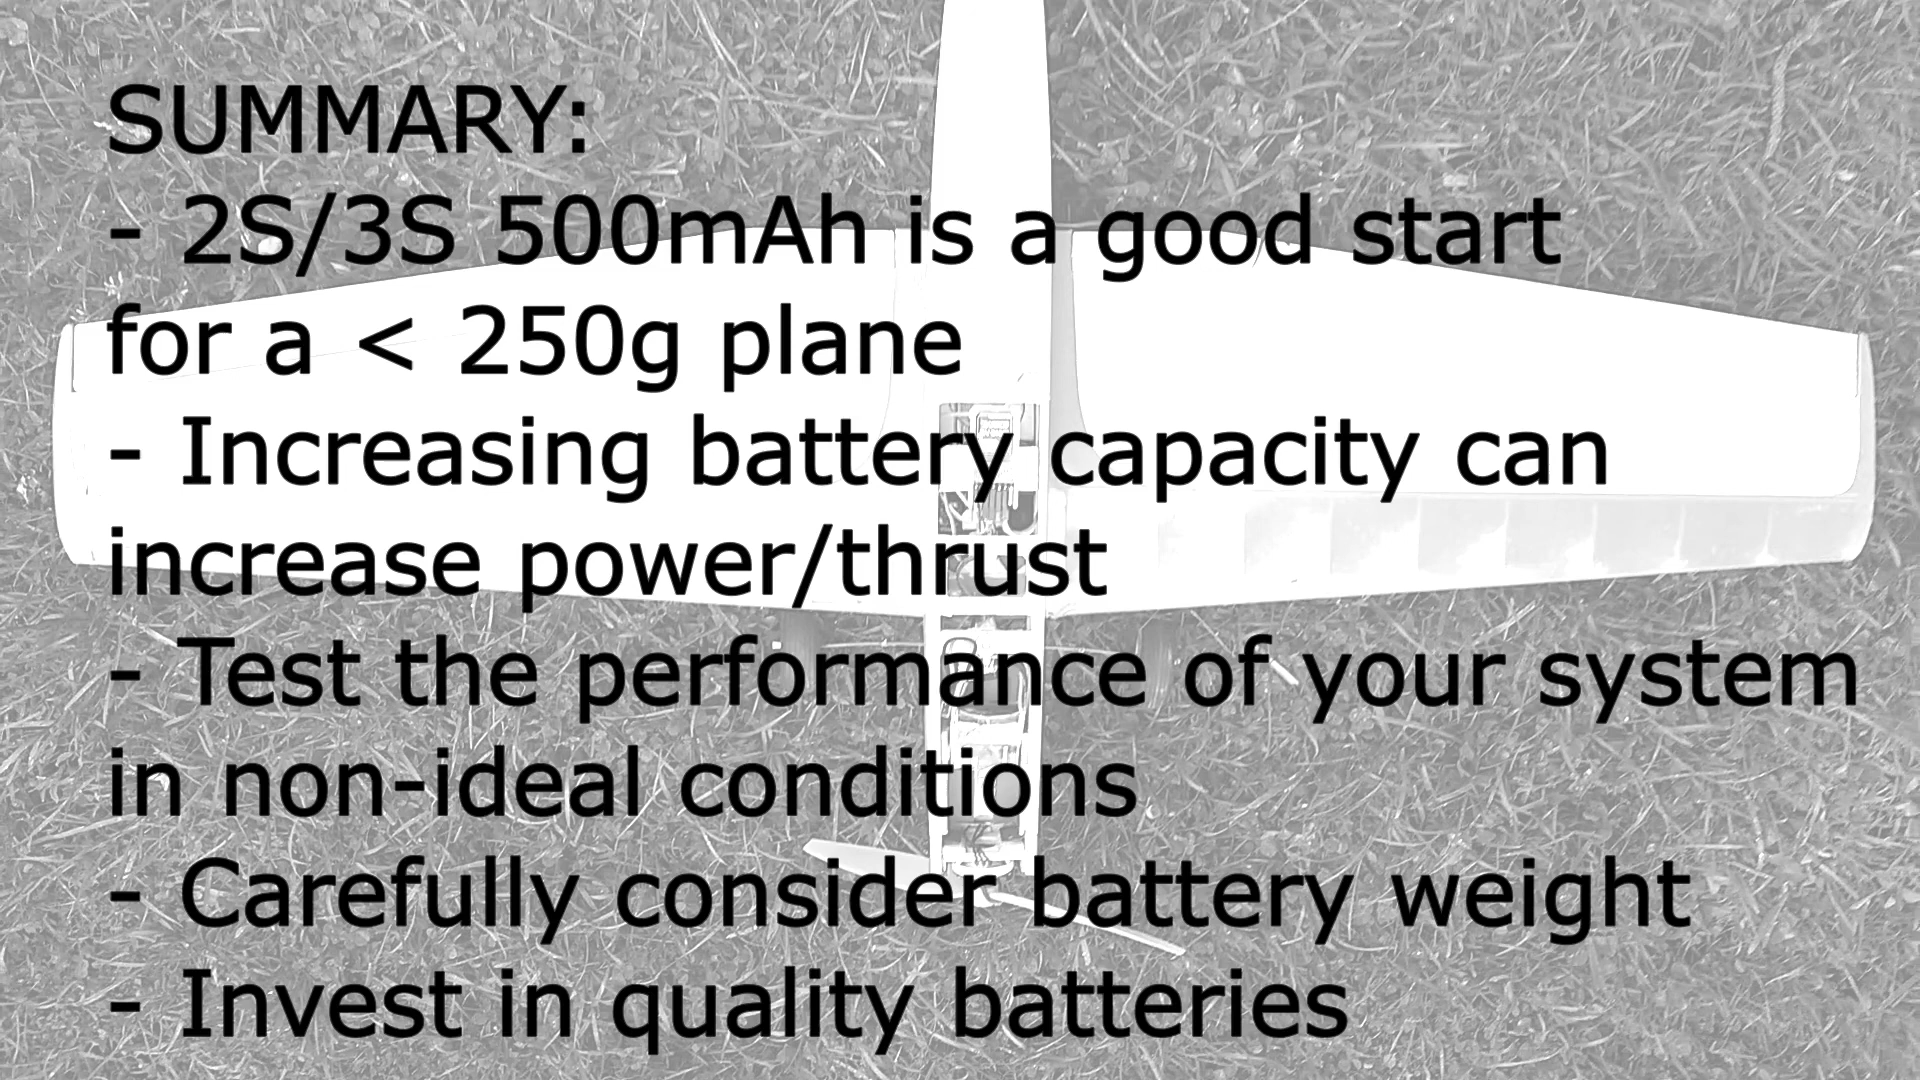 SUMMARY:
- 2S/3S 500mAh is a good start
for a < 250g plane
- Increasing battery capacity can
increase power/thrust
- Test the performance of your system
in non-ideal conditions
- Carefully consider battery weight
- Invest in quality batteries